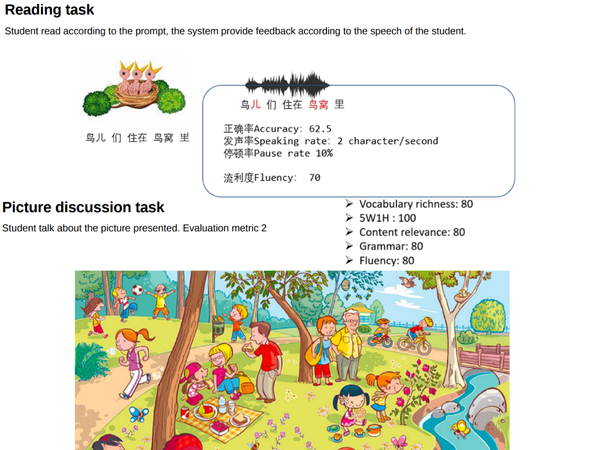 Reading task
Student read according to the prompt, the system provide feedback according to the speech of the student.
鸟儿 们 住在 鸟窝 里
鸟儿 们 住在 鸟窝 里
正确率Accuracy: 62.5
发声率Speaking rate: 2 character/second
停顿率Pause rate 10%
流利度Fluency: 70
Picture discussion task
Student talk about the picture presented. Evaluation metric 2
➤ Vocabulary richness: 80
➤ 5W1H : 100
➤ Content relevance: 80
➤ Grammar: 80
➤ Fluency: 80